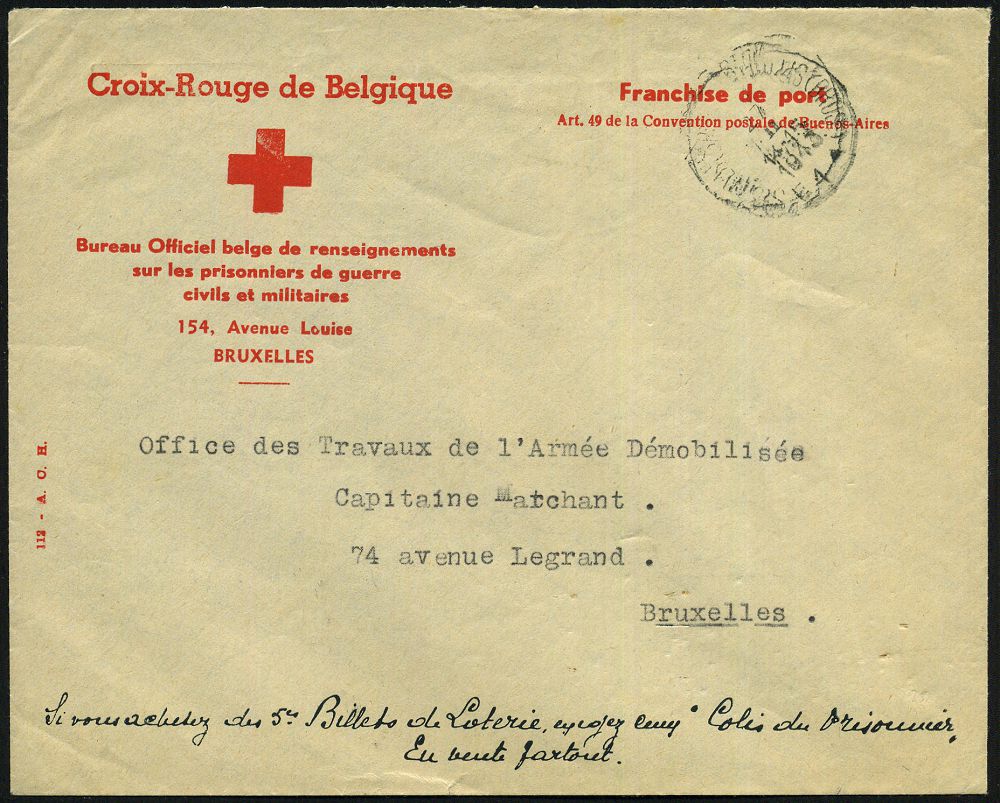 Croix-Rouge de Belgique
Franchise de port
Art. 49 de la Convention postale de Buenos-Aires
Bureau Officiel belge de renseignements
sur les prisonniers de guerre
civils et militaires
154, Avenue Louise
BRUXELLES
112 - A. C. H.
Office des Travaux de l'Armée Démobilisée
Capitaine Matchant .
74 avenue Legrand .
Bruxelles .
Si vous achetez des 5es Billets de Loterie, exigez ceux "Colis du Prisonnier"
En vente partout.